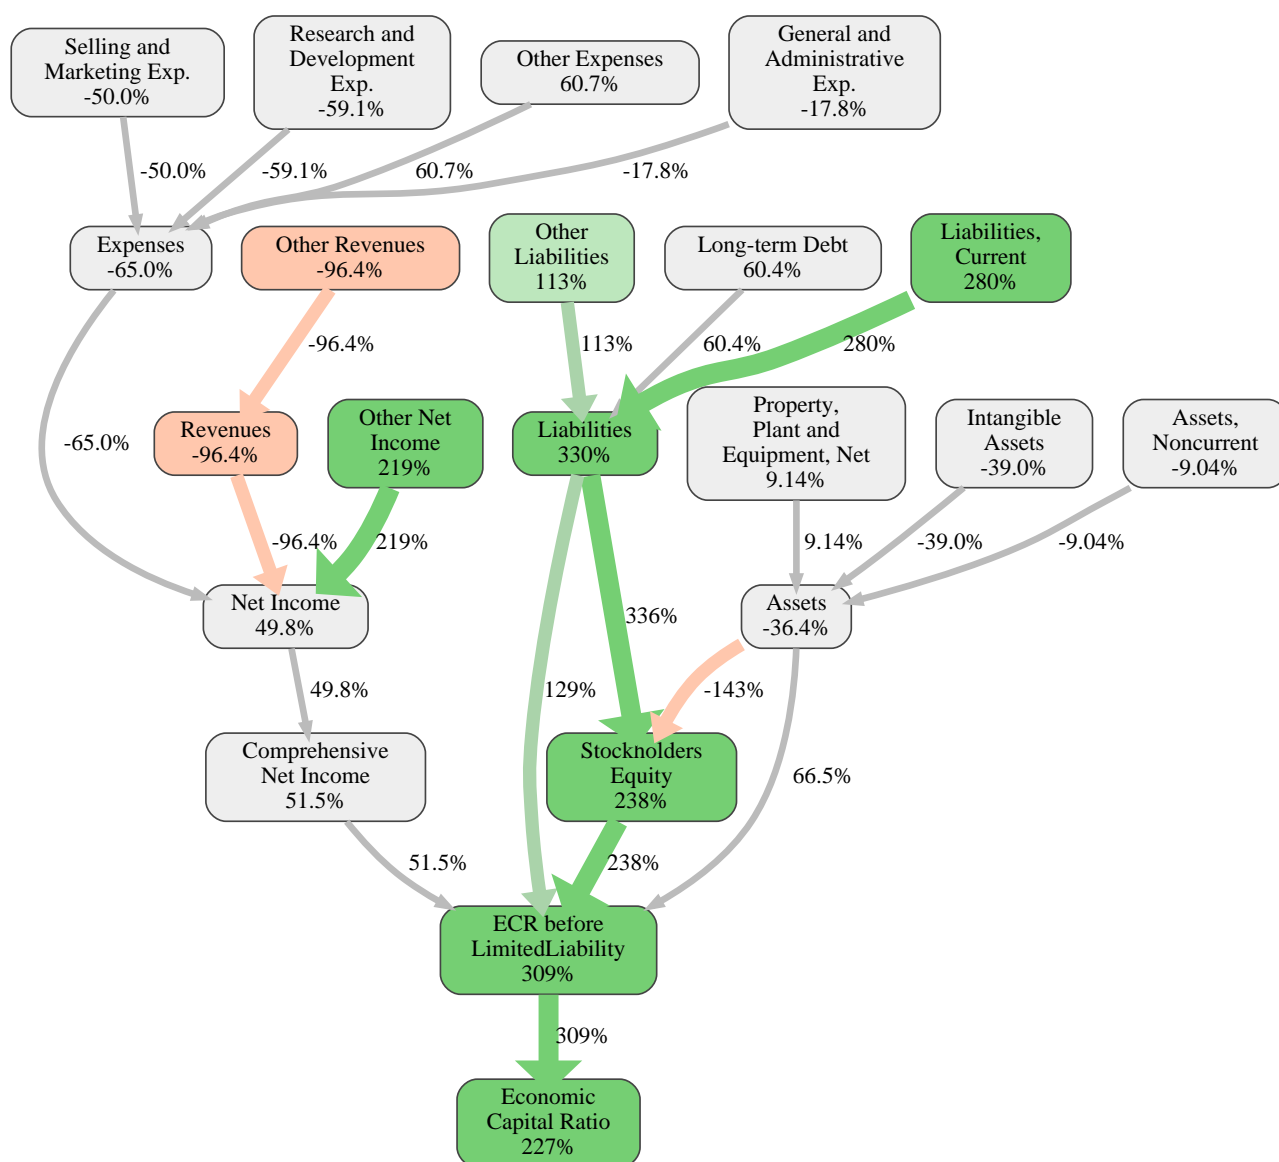 Selling and
Marketing Exp.
-50.0%
Research and
Development
Exp.
-59.1%
Other Expenses
60.7%
General and
Administrative
Exp.
-17.8%
-50.0%
-59.1%
60.7%
-17.8%
Expenses
-65.0%
Other Revenues
-96.4%
Other
Liabilities
113%
Long-term Debt
60.4%
Liabilities,
Current
280%
-96.4%
113%
60.4%
280%
-65.0%
Revenues
-96.4%
Other Net
Income
219%
Liabilities
330%
Property,
Plant and
Equipment, Net
9.14%
Intangible
Assets
-39.0%
Assets,
Noncurrent
-9.04%
-96.4%
219%
9.14%
-39.0%
-9.04%
Net Income
49.8%
336%
Assets
-36.4%
49.8%
129%
-143%
Comprehensive
Net Income
51.5%
Stockholders
Equity
238%
66.5%
51.5%
238%
ECR before
LimitedLiability
309%
309%
Economic
Capital Ratio
227%